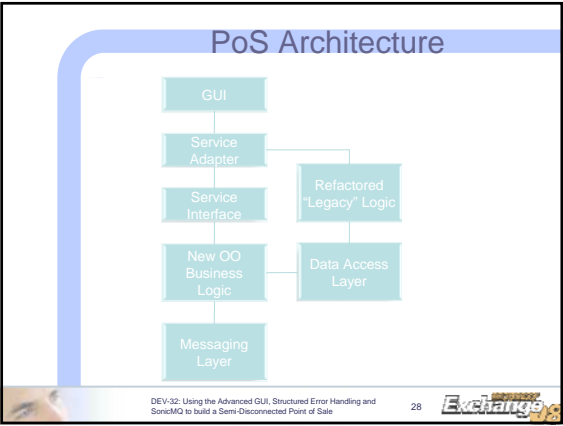 PoS Architecture
GUI
Service
Adapter
Refactored
“Legacy” Logic
Service
Interface
New OO
Business
Logic
Data Access
Layer
Messaging
Layer
DEV-32: Using the Advanced GUI, Structured Error Handling and
SonicMQ to build a Semi-Disconnected Point of Sale
28
Exchange 08